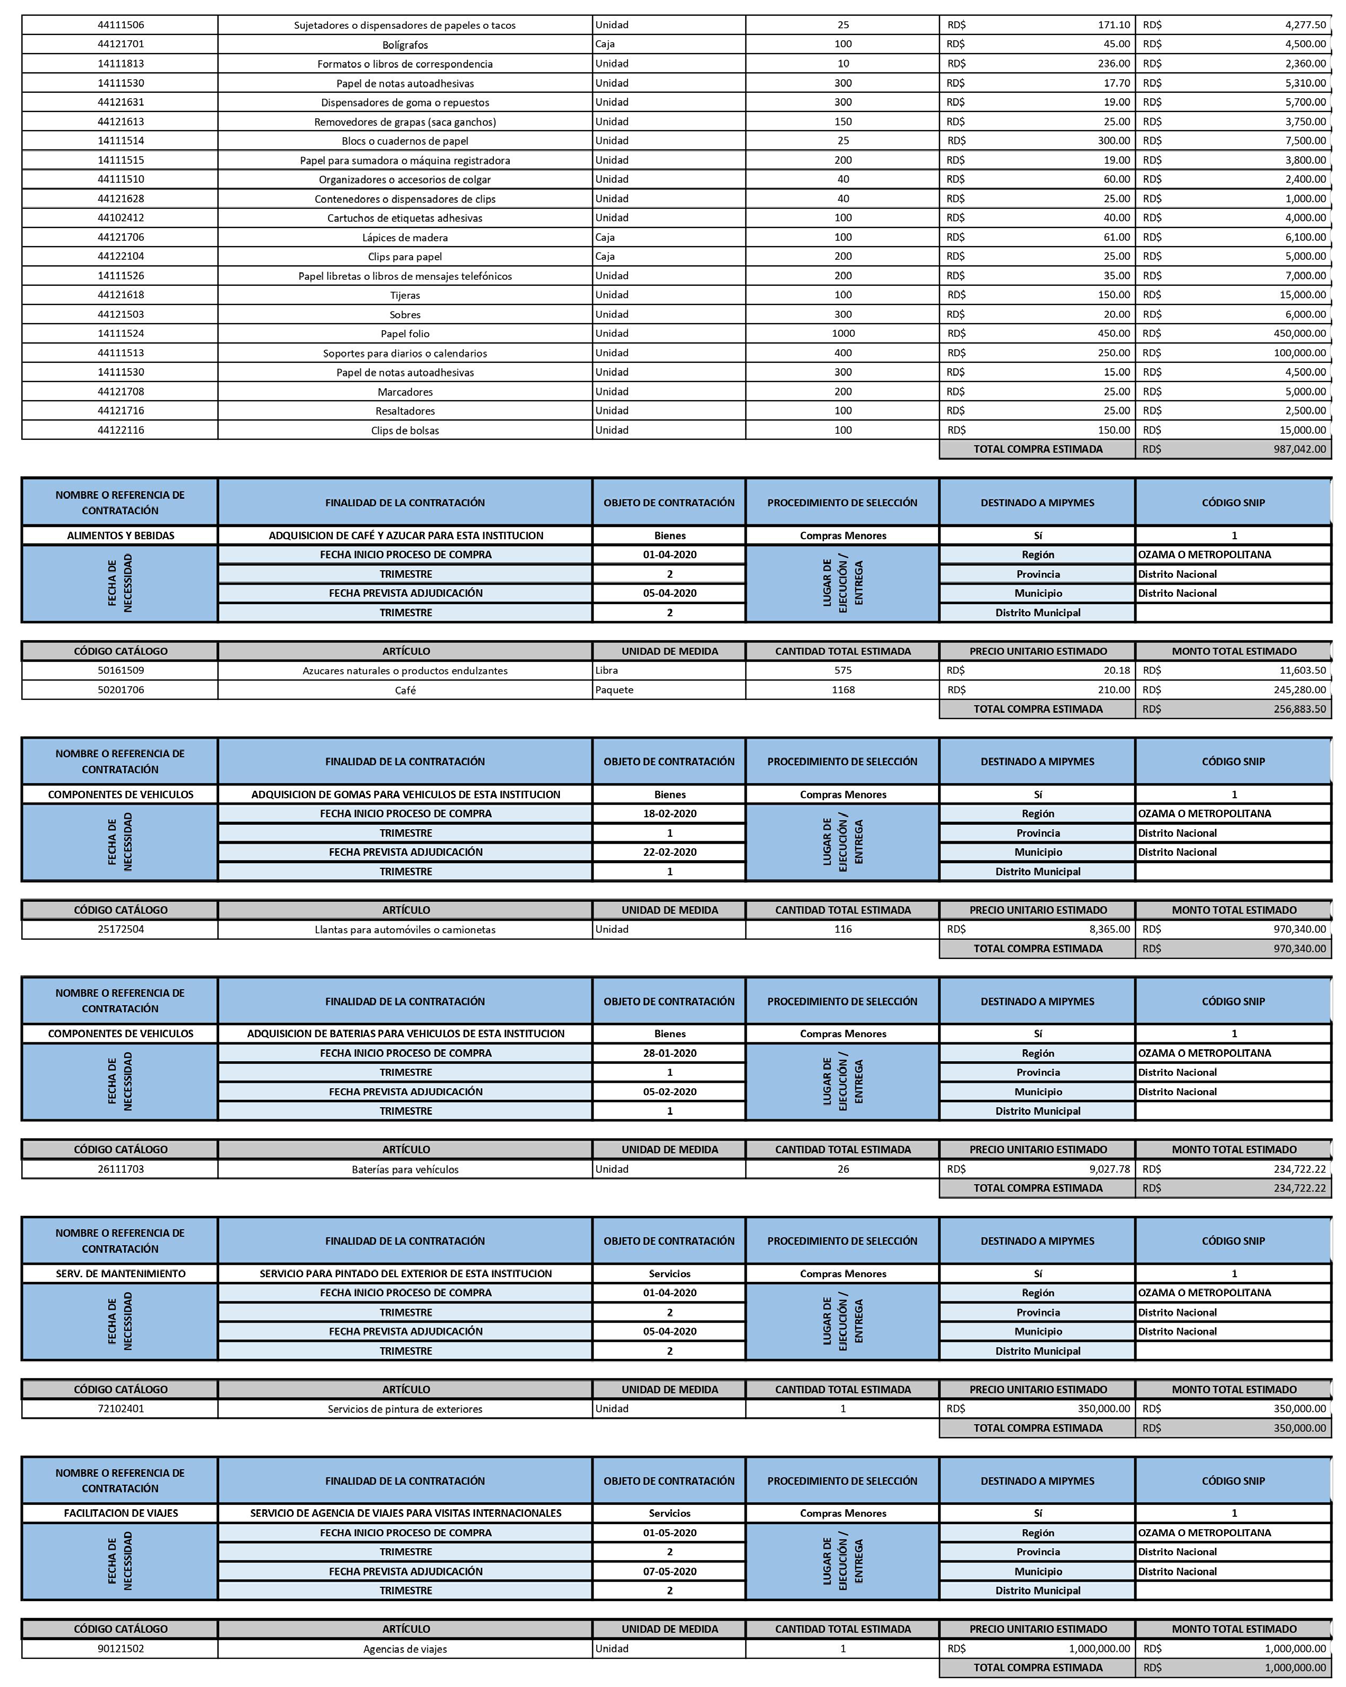 44111506 Sujetadores o dispensadores de papeles o tacos Unidad 25 RD$ 171.10 RD$ 4,277.50
44121701 Bolígrafos Caja 100 RD$ 45.00 RD$ 4,500.00
14111813 Formatos o libros de correspondencia Unidad 10 RD$ 236.00 RD$ 2,360.00
14111530 Papel de notas autoadhesivas Unidad 300 RD$ 17.70 RD$ 5,310.00
44121631 Dispensadores de goma o repuestos Unidad 300 RD$ 19.00 RD$ 5,700.00
44121613 Removedores de grapas (saca ganchos) Unidad 150 RD$ 25.00 RD$ 3,750.00
14111514 Blocs o cuadernos de papel Unidad 25 RD$ 300.00 RD$ 7,500.00
14111515 Papel para sumadora o máquina registradora Unidad 200 RD$ 19.00 RD$ 3,800.00
44111510 Organizadores o accesorios de colgar Unidad 40 RD$ 60.00 RD$ 2,400.00
44121628 Contenedores o dispensadores de clips Unidad 40 RD$ 25.00 RD$ 1,000.00
44102412 Cartuchos de etiquetas adhesivas Unidad 100 RD$ 40.00 RD$ 4,000.00
44121706 Lápices de madera Caja 100 RD$ 61.00 RD$ 6,100.00
44122104 Clips para papel Caja 200 RD$ 25.00 RD$ 5,000.00
14111526 Papel libretas o libros de mensajes telefónicos Unidad 200 RD$ 35.00 RD$ 7,000.00
44121618 Tijeras Unidad 100 RD$ 150.00 RD$ 15,000.00
44121503 Sobres Unidad 300 RD$ 20.00 RD$ 6,000.00
14111524 Papel folio Unidad 1000 RD$ 450.00 RD$ 450,000.00
44111513 Soportes para diarios o calendarios Unidad 400 RD$ 250.00 RD$ 100,000.00
14111530 Papel de notas autoadhesivas Unidad 300 RD$ 15.00 RD$ 4,500.00
44121708 Marcadores Unidad 200 RD$ 25.00 RD$ 5,000.00
44121716 Resaltadores Unidad 100 RD$ 25.00 RD$ 2,500.00
44122116 Clips de bolsas Unidad 100 RD$ 150.00 RD$ 15,000.00
TOTAL COMPRA ESTIMADA RD$ 987,042.00
NOMBRE O REFERENCIA DE CONTRATACIÓN FINALIDAD DE LA CONTRATACIÓN OBJETO DE CONTRATACIÓN PROCEDIMIENTO DE SELECCIÓN DESTINADO A MIPYMES CÓDIGO SNIP
ALIMENTOS Y BEBIDAS ADQUISICION DE CAFÉ Y AZUCAR PARA ESTA INSTITUCION Bienes Compras Menores Sí 1
FECHA DE NECESSIDAD FECHA INICIO PROCESO DE COMPRA 01-04-2020 LUGAR DE EJECUCIÓN / ENTREGA Región OZAMA O METROPOLITANA
TRIMESTRE 2 Provincia Distrito Nacional
FECHA PREVISTA ADJUDICACIÓN 05-04-2020 Municipio Distrito Nacional
TRIMESTRE 2 Distrito Municipal
CÓDIGO CATÁLOGO ARTÍCULO UNIDAD DE MEDIDA CANTIDAD TOTAL ESTIMADA PRECIO UNITARIO ESTIMADO MONTO TOTAL ESTIMADO
50161509 Azucares naturales o productos endulzantes Libra 575 RD$ 20.18 RD$ 11,603.50
50201706 Café Paquete 1168 RD$ 210.00 RD$ 245,280.00
TOTAL COMPRA ESTIMADA RD$ 256,883.50
NOMBRE O REFERENCIA DE CONTRATACIÓN FINALIDAD DE LA CONTRATACIÓN OBJETO DE CONTRATACIÓN PROCEDIMIENTO DE SELECCIÓN DESTINADO A MIPYMES CÓDIGO SNIP
COMPONENTES DE VEHICULOS ADQUISICION DE GOMAS PARA VEHICULOS DE ESTA INSTITUCION Bienes Compras Menores Sí 1
FECHA DE NECESSIDAD FECHA INICIO PROCESO DE COMPRA 18-02-2020 LUGAR DE EJECUCIÓN / ENTREGA Región OZAMA O METROPOLITANA
TRIMESTRE 1 Provincia Distrito Nacional
FECHA PREVISTA ADJUDICACIÓN 22-02-2020 Municipio Distrito Nacional
TRIMESTRE 1 Distrito Municipal
CÓDIGO CATÁLOGO ARTÍCULO UNIDAD DE MEDIDA CANTIDAD TOTAL ESTIMADA PRECIO UNITARIO ESTIMADO MONTO TOTAL ESTIMADO
25172504 Llantas para automóviles o camionetas Unidad 116 RD$ 8,365.00 RD$ 970,340.00
TOTAL COMPRA ESTIMADA RD$ 970,340.00
NOMBRE O REFERENCIA DE CONTRATACIÓN FINALIDAD DE LA CONTRATACIÓN OBJETO DE CONTRATACIÓN PROCEDIMIENTO DE SELECCIÓN DESTINADO A MIPYMES CÓDIGO SNIP
COMPONENTES DE VEHICULOS ADQUISICION DE BATERIAS PARA VEHICULOS DE ESTA INSTITUCION Bienes Compras Menores Sí 1
FECHA DE NECESSIDAD FECHA INICIO PROCESO DE COMPRA 28-01-2020 LUGAR DE EJECUCIÓN / ENTREGA Región OZAMA O METROPOLITANA
TRIMESTRE 1 Provincia Distrito Nacional
FECHA PREVISTA ADJUDICACIÓN 05-02-2020 Municipio Distrito Nacional
TRIMESTRE 1 Distrito Municipal
CÓDIGO CATÁLOGO ARTÍCULO UNIDAD DE MEDIDA CANTIDAD TOTAL ESTIMADA PRECIO UNITARIO ESTIMADO MONTO TOTAL ESTIMADO
26111703 Baterías para vehículos Unidad 26 RD$ 9,027.78 RD$ 234,722.22
TOTAL COMPRA ESTIMADA RD$ 234,722.22
NOMBRE O REFERENCIA DE CONTRATACIÓN FINALIDAD DE LA CONTRATACIÓN OBJETO DE CONTRATACIÓN PROCEDIMIENTO DE SELECCIÓN DESTINADO A MIPYMES CÓDIGO SNIP
SERV. DE MANTENIMIENTO SERVICIO PARA PINTADO DEL EXTERIOR DE ESTA INSTITUCION Servicios Compras Menores Sí 1
FECHA DE NECESSIDAD FECHA INICIO PROCESO DE COMPRA 01-04-2020 LUGAR DE EJECUCIÓN / ENTREGA Región OZAMA O METROPOLITANA
TRIMESTRE 2 Provincia Distrito Nacional
FECHA PREVISTA ADJUDICACIÓN 05-04-2020 Municipio Distrito Nacional
TRIMESTRE 2 Distrito Municipal
CÓDIGO CATÁLOGO ARTÍCULO UNIDAD DE MEDIDA CANTIDAD TOTAL ESTIMADA PRECIO UNITARIO ESTIMADO MONTO TOTAL ESTIMADO
72102401 Servicios de pintura de exteriores Unidad 1 RD$ 350,000.00 RD$ 350,000.00
TOTAL COMPRA ESTIMADA RD$ 350,000.00
NOMBRE O REFERENCIA DE CONTRATACIÓN FINALIDAD DE LA CONTRATACIÓN OBJETO DE CONTRATACIÓN PROCEDIMIENTO DE SELECCIÓN DESTINADO A MIPYMES CÓDIGO SNIP
FACILITACION DE VIAJES SERVICIO DE AGENCIA DE VIAJES PARA VISITAS INTERNACIONALES Servicios Compras Menores Sí 1
FECHA DE NECESSIDAD FECHA INICIO PROCESO DE COMPRA 01-05-2020 LUGAR DE EJECUCIÓN / ENTREGA Región OZAMA O METROPOLITANA
TRIMESTRE 2 Provincia Distrito Nacional
FECHA PREVISTA ADJUDICACIÓN 07-05-2020 Municipio Distrito Nacional
TRIMESTRE 2 Distrito Municipal
CÓDIGO CATÁLOGO ARTÍCULO UNIDAD DE MEDIDA CANTIDAD TOTAL ESTIMADA PRECIO UNITARIO ESTIMADO MONTO TOTAL ESTIMADO
90121502 Agencias de viajes Unidad 1 RD$ 1,000,000.00 RD$ 1,000,000.00
TOTAL COMPRA ESTIMADA RD$ 1,000,000.00